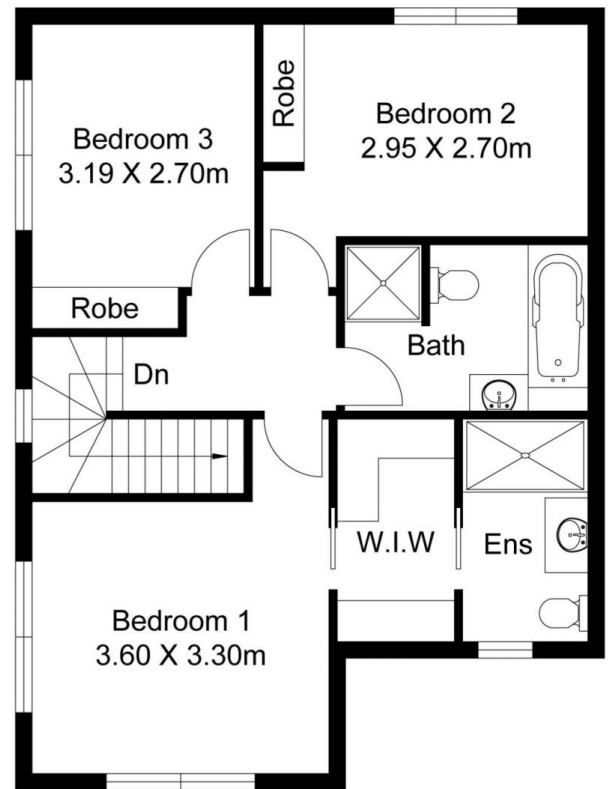 Bedroom 3
3.19 X 2.70m
Robe
Bedroom 2
2.95 X 2.70m
Robe
Bath
Dn
W.I.W
Ens
Bedroom 1
3.60 X 3.30m